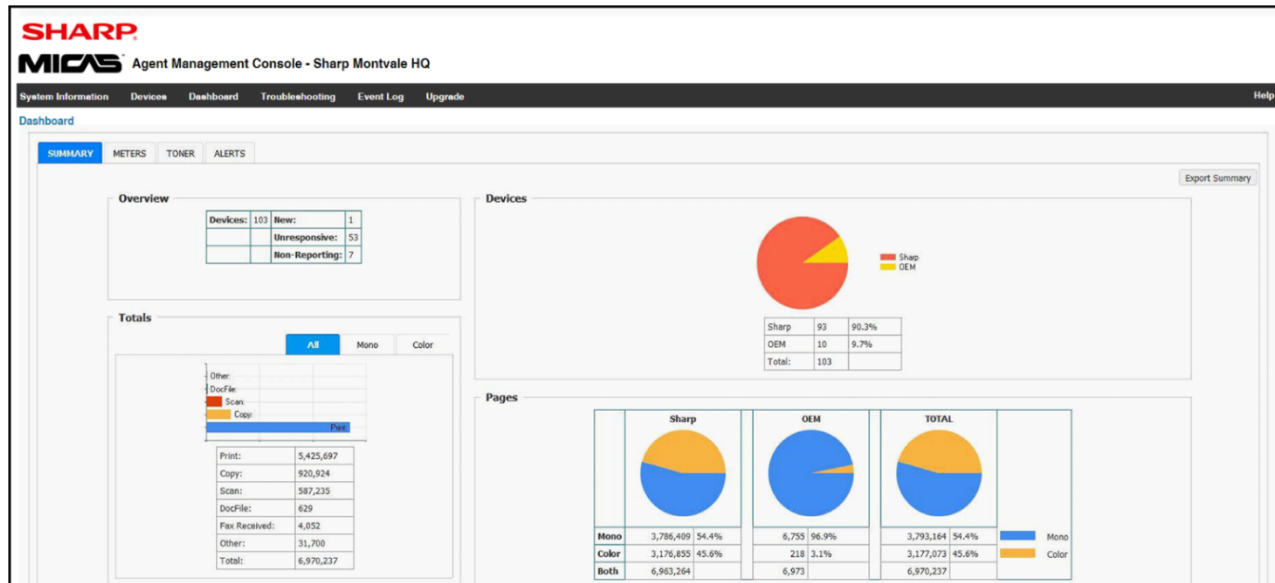 SHARP
MICAS Agent Management Console - Sharp Montvale HQ
System Information Devices Dashboard Troubleshooting Event Log Upgrade Help
Dashboard
SUMMARY METERS TONER ALERTS
Export Summary
Overview
Devices: 103 New: 1
Unresponsive: 53
Non-Reporting: 7
Devices
Sharp
OEM
Sharp 93 90.3%
OEM 10 9.7%
Total: 103
Totals
All Mono Color
Other:
DocFile:
Scan:
Copy:
Print:
Print: 5,425,697
Copy: 920,924
Scan: 587,235
DocFile: 629
Fax Received: 4,052
Other: 31,700
Total: 6,970,237
Pages
Sharp OEM TOTAL
Mono 3,786,409 54.4% 6,755 96.9% 3,793,164 54.4% Mono
Color 3,176,855 45.6% 218 3.1% 3,177,073 45.6% Color
Both 6,963,264 6,973 6,970,237